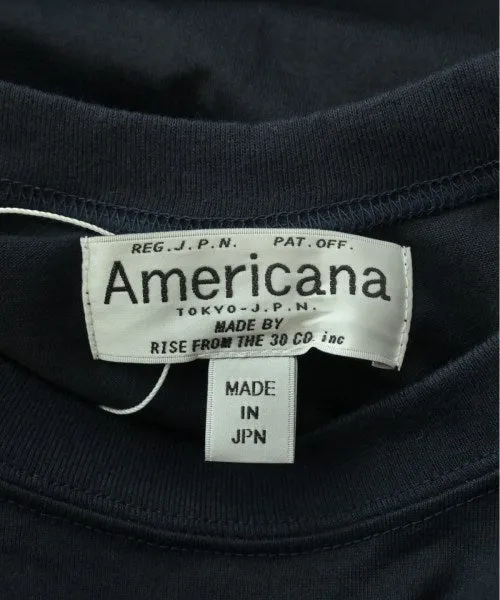 REG.J.P.N. PAT.OFF.
Americana
TOKYO-J.P.N.
MADE BY
RISE FROM THE 30 CO. inc
MADE
IN
JPN